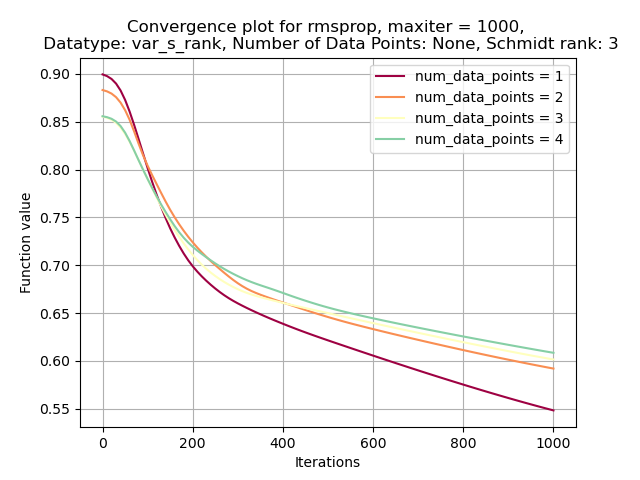 Convergence plot for rmsprop, maxiter = 1000,
Datatype: var_s_rank, Number of Data Points: None, Schmidt rank: 3
num_data_points = 1
num_data_points = 2
num_data_points = 3
num_data_points = 4
Function value
0.90
0.85
0.80
0.75
0.70
0.65
0.60
0.55
0
200
400
600
800
1000
Iterations